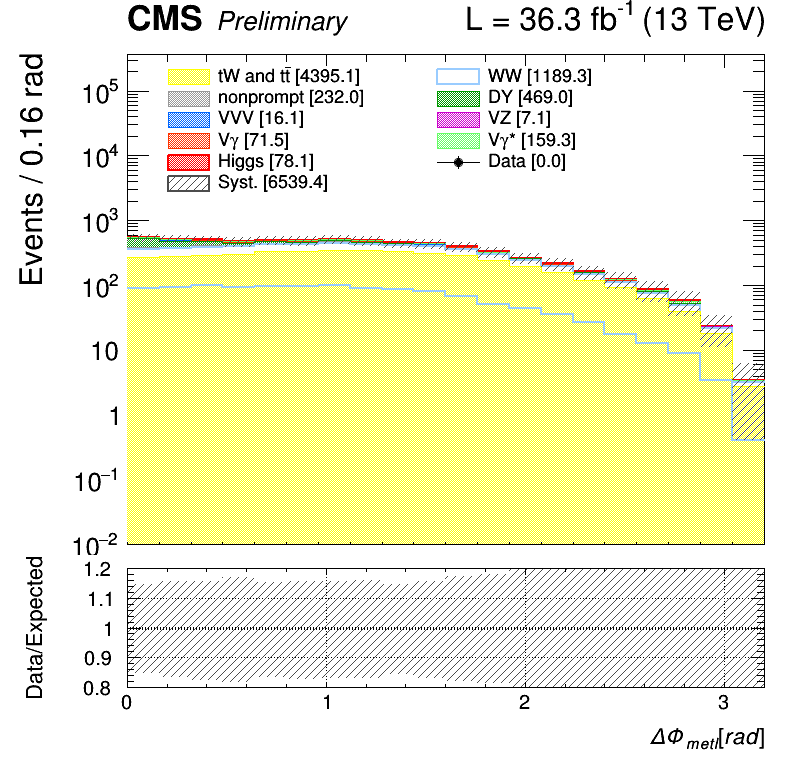 CMS Preliminary L = 36.3 fb⁻¹ (13 TeV)
Events / 0.16 rad
tW and tt̄ [4395.1] WW [1189.3]
nonprompt [232.0] DY [469.0]
VVV [16.1] VZ [7.1]
Vγ [71.5] Vγ* [159.3]
Higgs [78.1] Data [0.0]
Syst. [6539.4]
10⁵
10⁴
10³
10²
10
1
10⁻¹
10⁻²
Data/Expected
1.2
1.1
1
0.9
0.8
0 1 2 3
ΔΦ metl[rad]